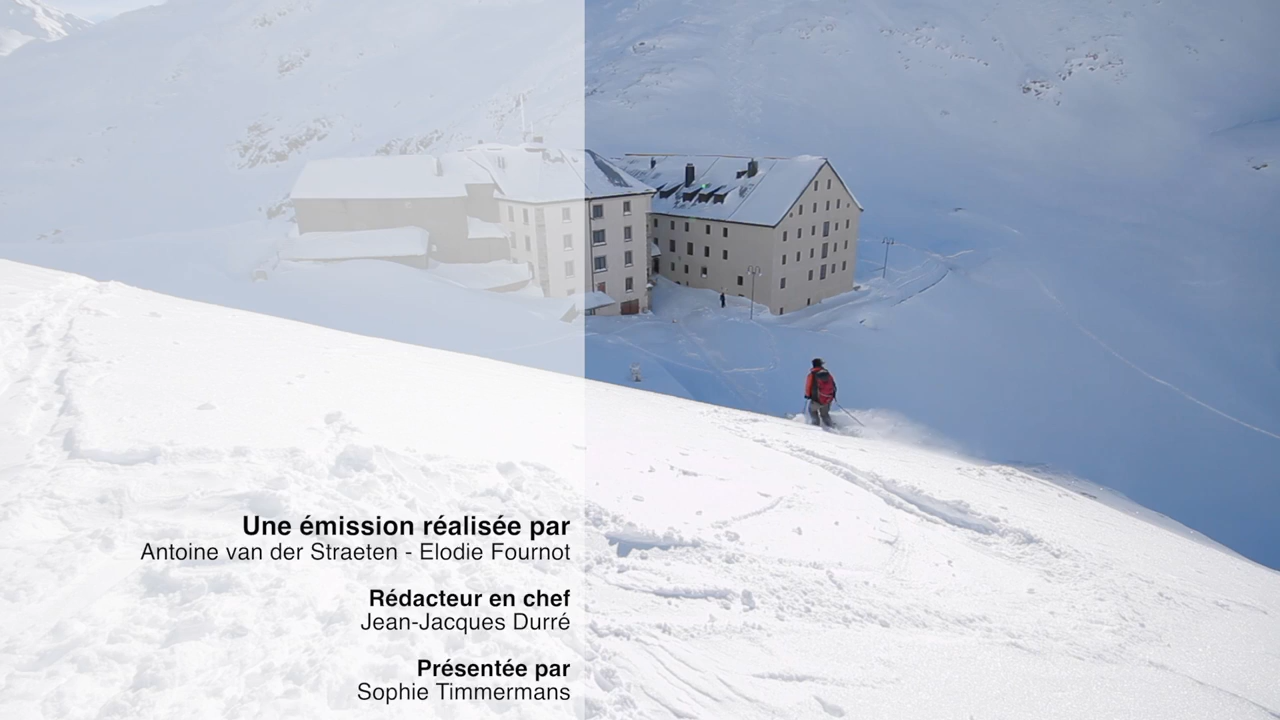 Une émission réalisée par
Antoine van der Straeten - Elodie Fournot
Rédacteur en chef
Jean-Jacques Durré
Présentée par
Sophie Timmermans